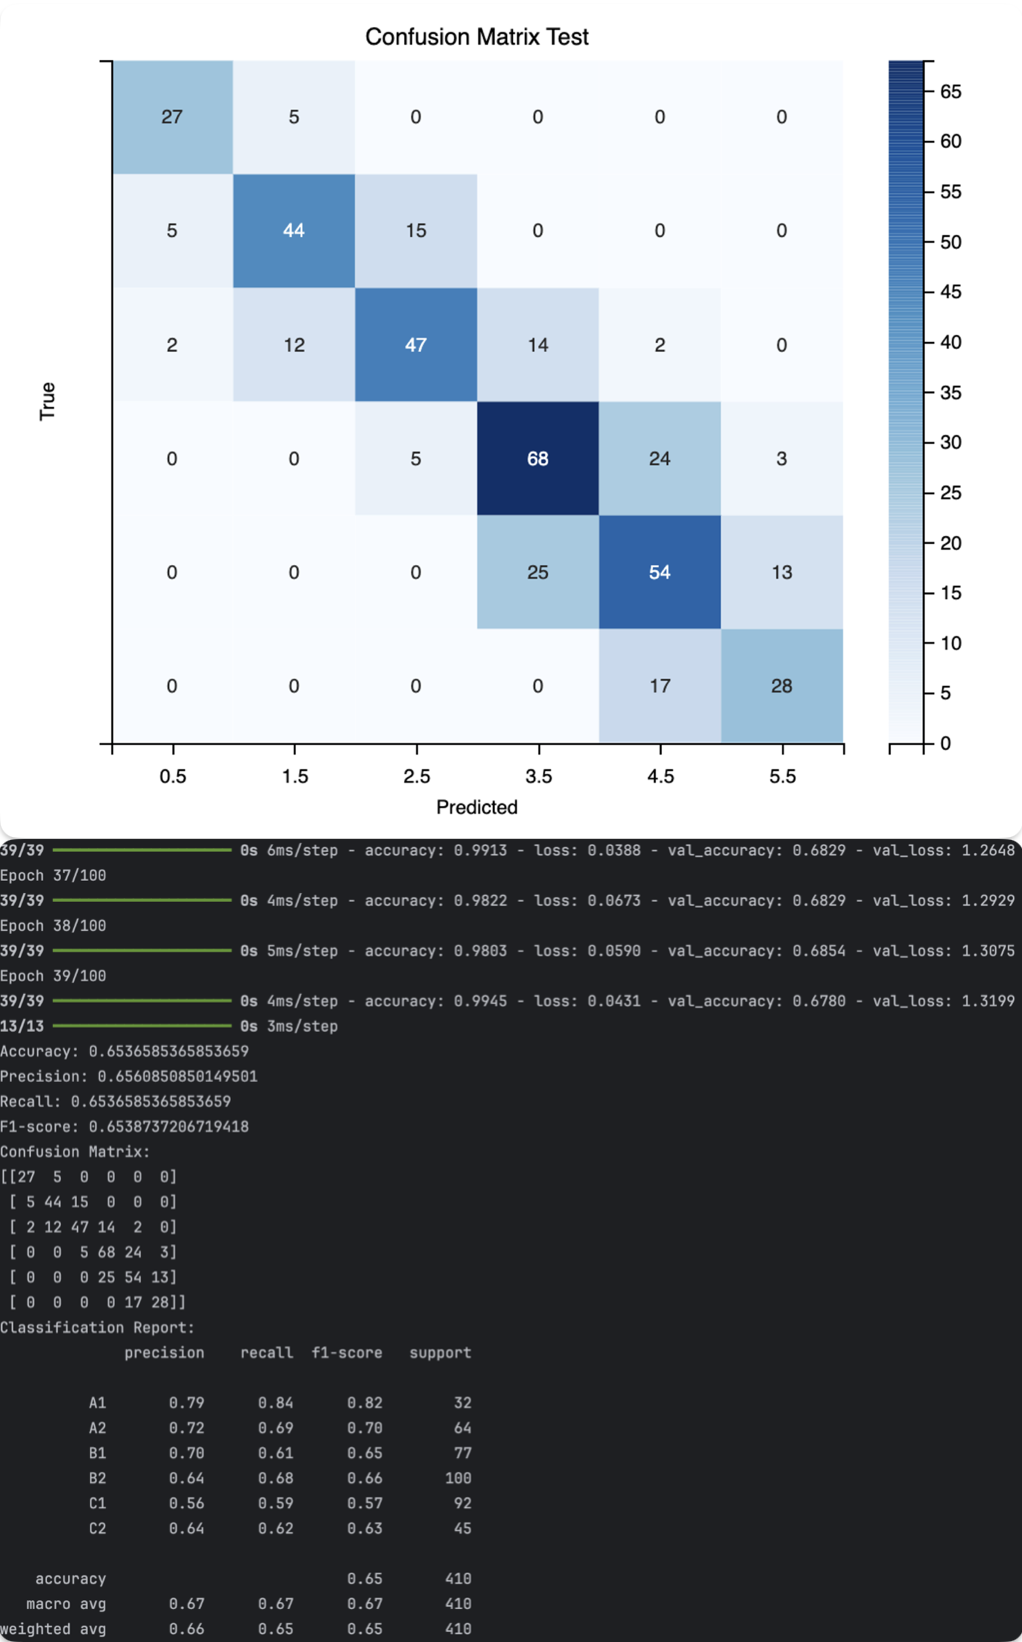 Confusion Matrix Test
27 5 0 0 0 0
5 44 15 0 0 0
2 12 47 14 2 0
0 0 5 68 24 3
0 0 0 25 54 13
0 0 0 0 17 28
True
0.5 1.5 2.5 3.5 4.5 5.5
Predicted
65
60
55
50
45
40
35
30
25
20
15
10
5
0
39/39 0s 6ms/step - accuracy: 0.9913 - loss: 0.0388 - val_accuracy: 0.6829 - val_loss: 1.2648
Epoch 37/100
39/39 0s 4ms/step - accuracy: 0.9822 - loss: 0.0673 - val_accuracy: 0.6829 - val_loss: 1.2929
Epoch 38/100
39/39 0s 5ms/step - accuracy: 0.9803 - loss: 0.0590 - val_accuracy: 0.6854 - val_loss: 1.3075
Epoch 39/100
39/39 0s 4ms/step - accuracy: 0.9945 - loss: 0.0431 - val_accuracy: 0.6780 - val_loss: 1.3199
13/13 0s 3ms/step
Accuracy: 0.6536585365853659
Precision: 0.6560850850149501
Recall: 0.6536585365853659
F1-score: 0.6538737206719418
Confusion Matrix:
[[27 5 0 0 0 0]
[ 5 44 15 0 0 0]
[ 2 12 47 14 2 0]
[ 0 0 5 68 24 3]
[ 0 0 0 25 54 13]
[ 0 0 0 0 17 28]]
Classification Report:
precision recall f1-score support
A1 0.79 0.84 0.82 32
A2 0.72 0.69 0.70 64
B1 0.70 0.61 0.65 77
B2 0.64 0.68 0.66 100
C1 0.56 0.59 0.57 92
C2 0.64 0.62 0.63 45
accuracy 0.65 410
macro avg 0.67 0.67 0.67 410
weighted avg 0.66 0.65 0.65 410